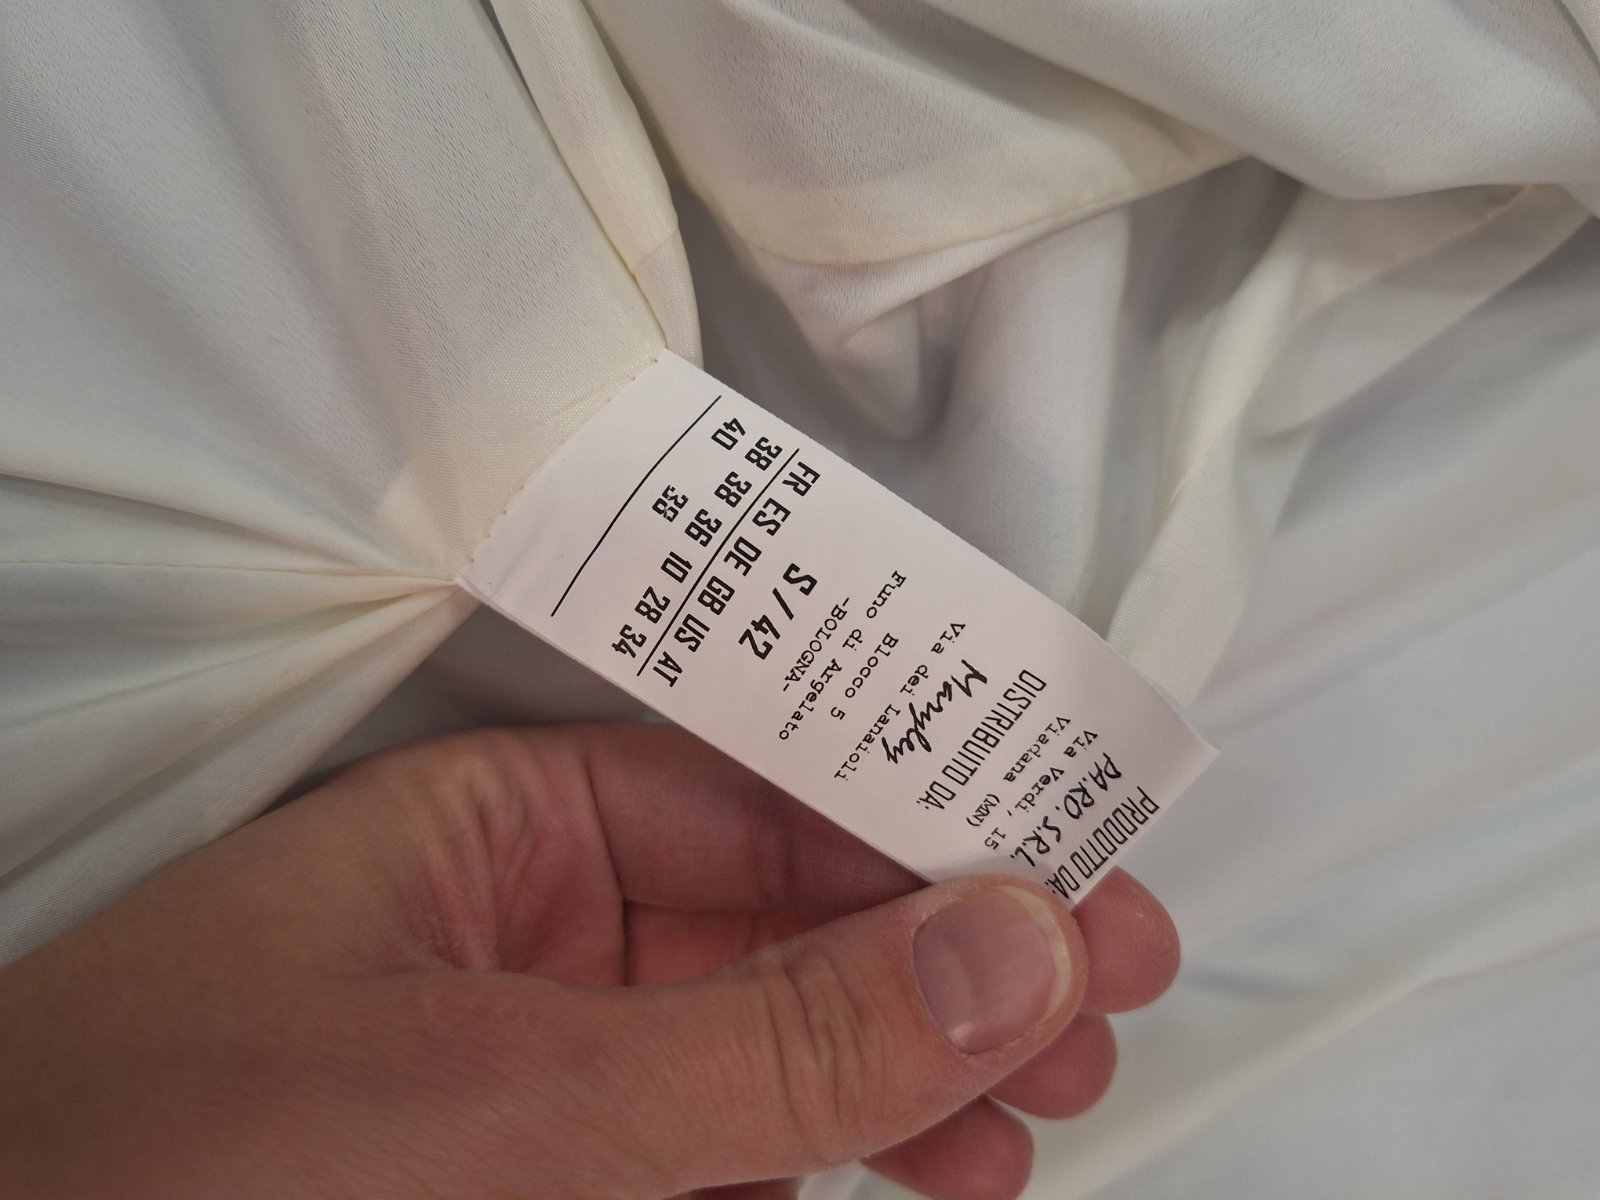 PRODOTTO DA:
PA.RO. S.R.L.
Via Verdi, 15
Viadana (MN)
DISTRIBUITO DA:
Maryley
Via dei Lanaioli
Blocco 5
Funo di Argelato
-BOLOGNA-
S / 42
FR ES DE GB US AT
38 38 36 10 28 34
40 38